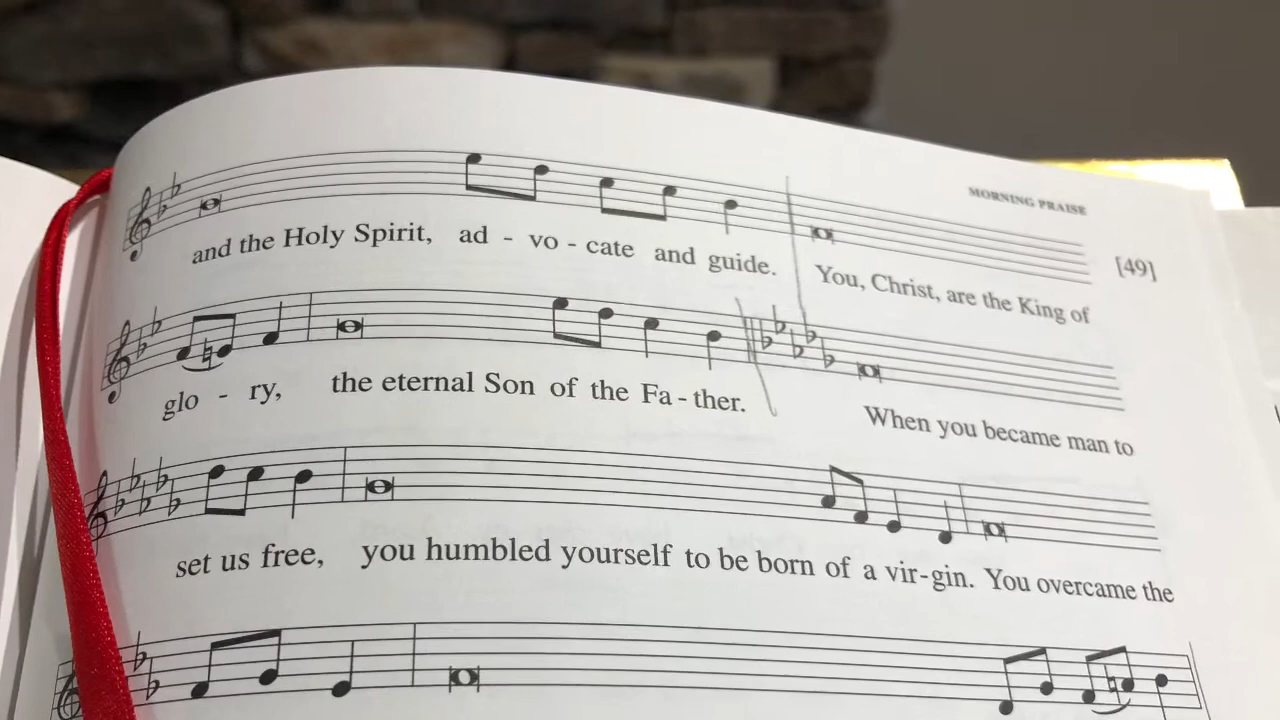 MORNING PRAISE
and the Holy Spirit, ad - vo - cate and guide. You, Christ, are the King of
[49]
glo - ry, the eternal Son of the Fa - ther. When you became man to
set us free, you humbled yourself to be born of a vir - gin. You overcame the